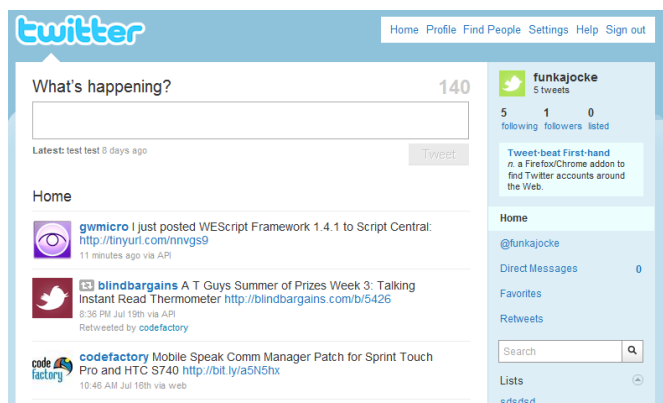 twitter
Home Profile Find People Settings Help Sign out
What's happening?
140
Latest: test test 8 days ago
Tweet
Home
gwmicro I just posted WEScript Framework 1.4.1 to Script Central:
http://tinyurl.com/nnvgs9
11 minutes ago via API
blindbargains A T Guys Summer of Prizes Week 3: Talking
Instant Read Thermometer http://blindbargains.com/b/5426
8:36 PM Jul 19th via API
Retweeted by codefactory
code
factory
codefactory Mobile Speak Comm Manager Patch for Sprint Touch
Pro and HTC S740 http://bit.ly/a5N5hx
10:46 AM Jul 16th via web
funkajocke
5 tweets
5 1 0
following followers listed
Tweet·beat First·hand
n. a Firefox/Chrome addon to
find Twitter accounts around
the Web.
Home
@funkajocke
Direct Messages 0
Favorites
Retweets
Search
Lists
sdsdsd